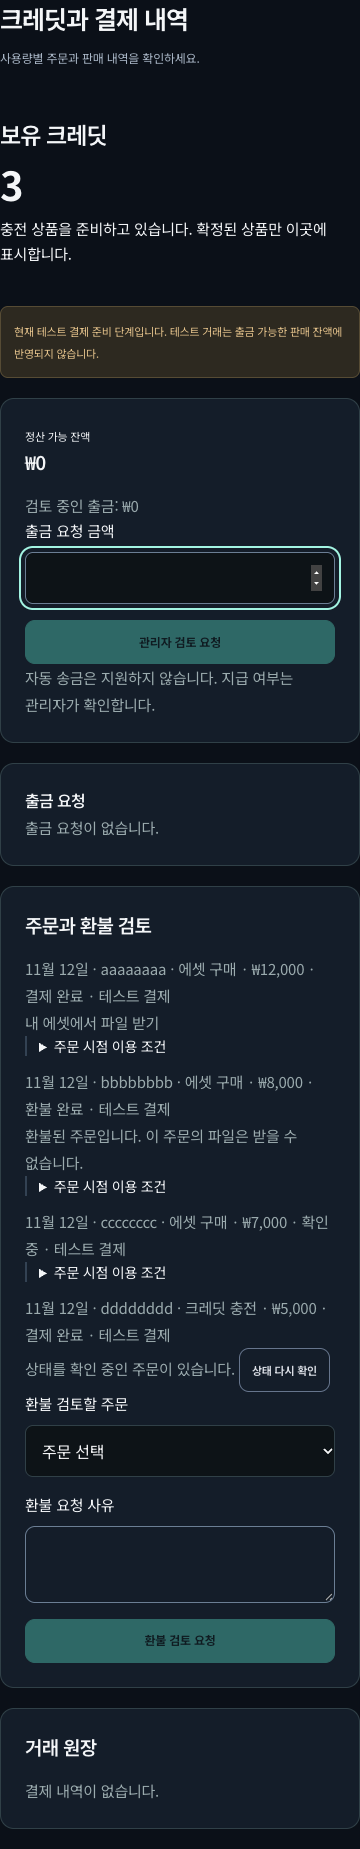 크레딧과 결제 내역
사용량별 주문과 판매 내역을 확인하세요.
보유 크레딧
3
충전 상품을 준비하고 있습니다. 확정된 상품만 이곳에
표시합니다.
현재 테스트 결제 준비 단계입니다. 테스트 거래는 출금 가능한 판매 잔액에
반영되지 않습니다.
정산 가능 잔액
₩0
검토 중인 출금: ₩0
출금 요청 금액
관리자 검토 요청
자동 송금은 지원하지 않습니다. 지급 여부는
관리자가 확인합니다.
출금 요청
출금 요청이 없습니다.
주문과 환불 검토
11월 12일 · aaaaaaaa · 에셋 구매 · ₩12,000 ·
결제 완료 · 테스트 결제
내 에셋에서 파일 받기
▶ 주문 시점 이용 조건
11월 12일 · bbbbbbbb · 에셋 구매 · ₩8,000 ·
환불 완료 · 테스트 결제
환불된 주문입니다. 이 주문의 파일은 받을 수
없습니다.
▶ 주문 시점 이용 조건
11월 12일 · cccccccc · 에셋 구매 · ₩7,000 · 확인
중 · 테스트 결제
▶ 주문 시점 이용 조건
11월 12일 · dddddddd · 크레딧 충전 · ₩5,000 ·
결제 완료 · 테스트 결제
상태를 확인 중인 주문이 있습니다. 상태 다시 확인
환불 검토할 주문
주문 선택
환불 요청 사유
환불 검토 요청
거래 원장
결제 내역이 없습니다.